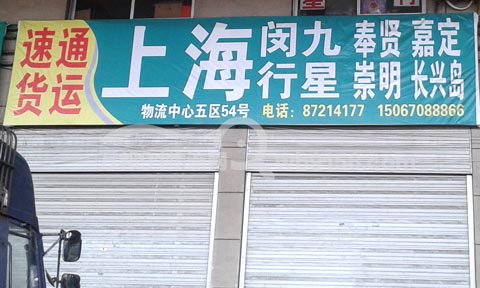 速通
货运
上海
闵九 奉贤 嘉定
行星 崇明 长兴岛
物流中心五区54号 电话：87214177 15067088866